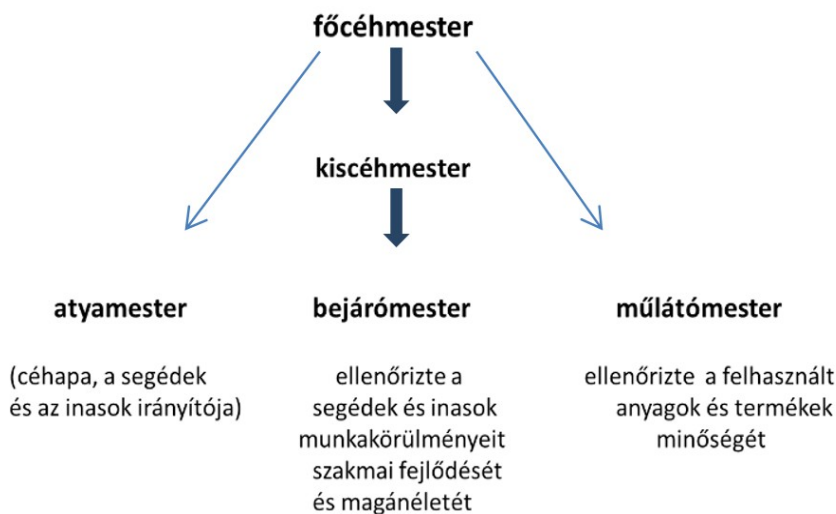 főcéhmester
kiscéhmester
atyamester
(céhapa, a segédek
és az inasok irányítója)
bejárómester
ellenőrizte a
segédek és inasok
munkakörülményeit
szakmai fejlődését
és magánéletét
műlátómester
ellenőrizte a felhasznált
anyagok és termékek
minőségét